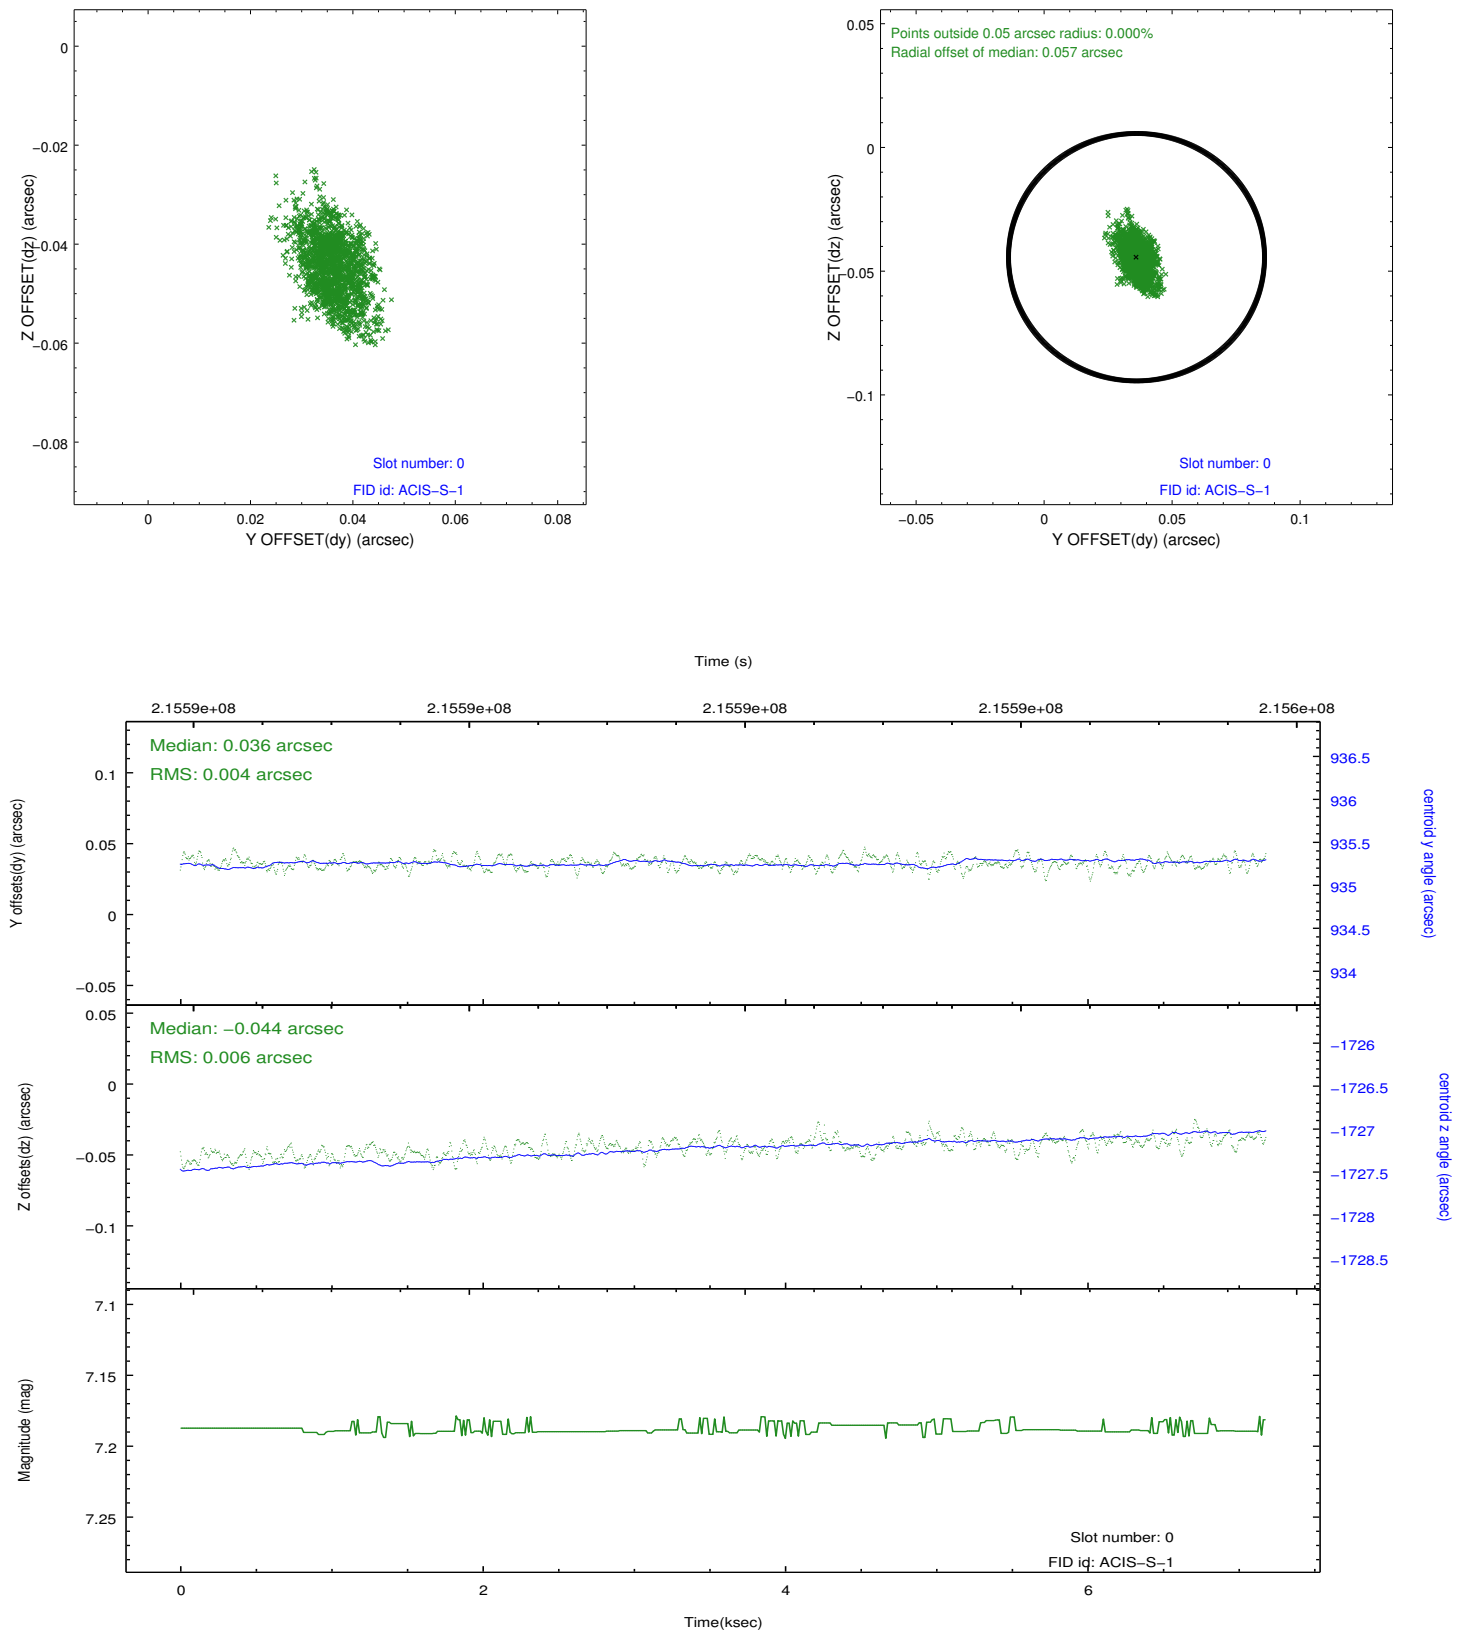 0
−0.02
−0.04
−0.06
−0.08
Z OFFSET(dz) (arcsec)
Slot number: 0
FID id: ACIS−S−1
0 0.02 0.04 0.06 0.08
Y OFFSET(dy) (arcsec)
Points outside 0.05 arcsec radius: 0.000%
Radial offset of median: 0.057 arcsec
0.05
0
−0.05
−0.1
Z OFFSET(dz) (arcsec)
Slot number: 0
FID id: ACIS−S−1
−0.05 0 0.05 0.1
Y OFFSET(dy) (arcsec)
Time (s)
2.1559e+08 2.1559e+08 2.1559e+08 2.1559e+08 2.156e+08
Median: 0.036 arcsec
RMS: 0.004 arcsec
0.1
0.05
0
−0.05
Y offsets(dy) (arcsec)
936.5
936
935.5
935
934.5
934
centroid y angle (arcsec)
Median: −0.044 arcsec
RMS: 0.006 arcsec
0.05
0
−0.05
−0.1
Z offsets(dz) (arcsec)
−1726
−1726.5
−1727
−1727.5
−1728
−1728.5
centroid z angle (arcsec)
7.1
7.15
7.2
7.25
Magnitude (mag)
Slot number: 0
FID id: ACIS−S−1
0 2 4 6
Time(ksec)